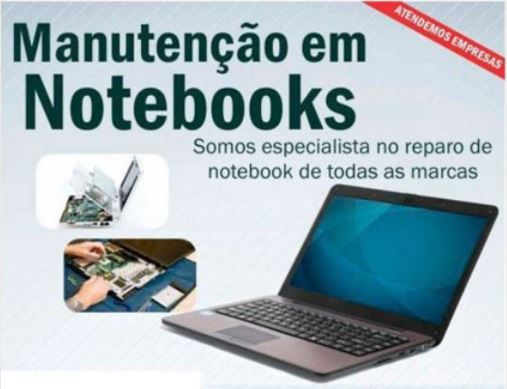 ATENDEMOS EMPRESAS
Manutenção em
Notebooks
Somos especialista no reparo de
notebook de todas as marcas